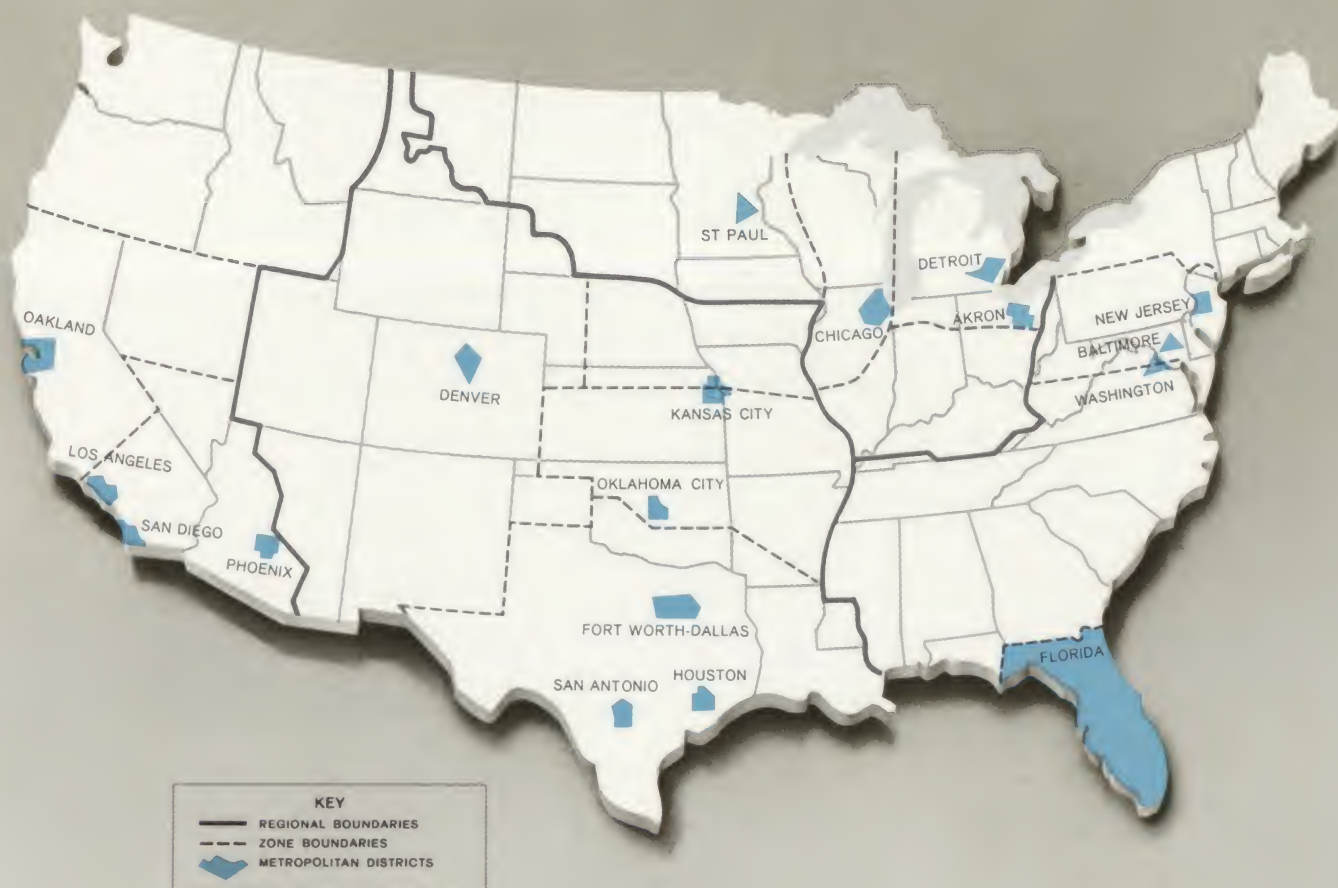 ST PAUL
DETROIT
OAKLAND
CHICAGO
AKRON
NEW JERSEY
BALTIMORE
DENVER
KANSAS CITY
WASHINGTON
LOS ANGELES
OKLAHOMA CITY
SAN DIEGO
PHOENIX
FORT WORTH-DALLAS
FLORIDA
SAN ANTONIO
HOUSTON
KEY
REGIONAL BOUNDARIES
ZONE BOUNDARIES
METROPOLITAN DISTRICTS